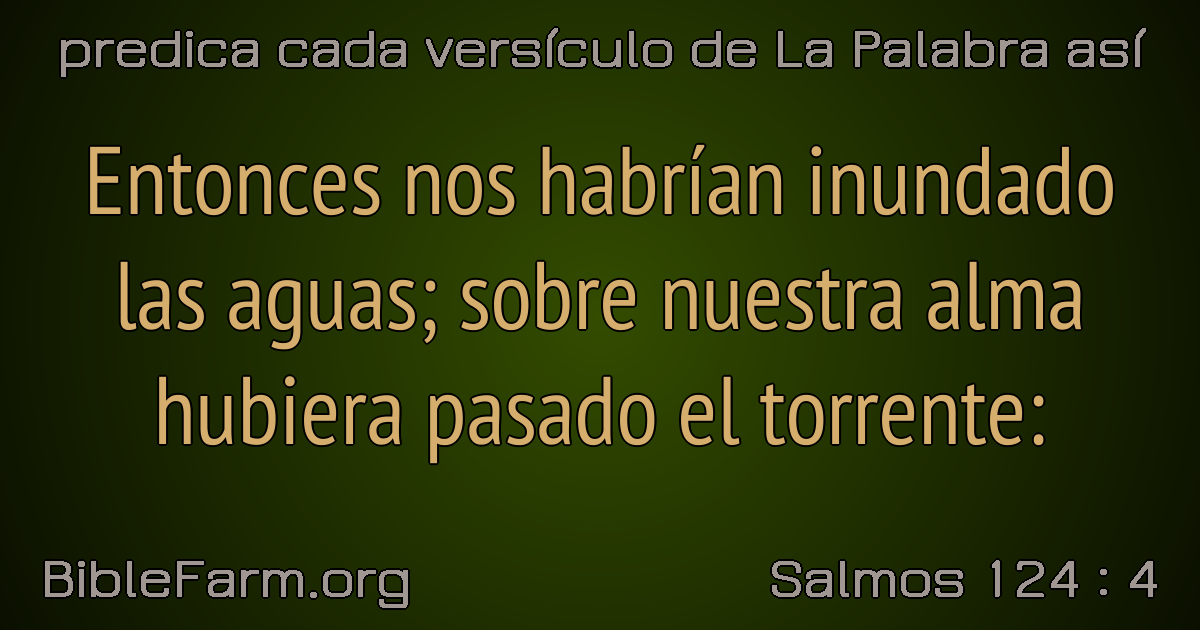 predica cada versículo de La Palabra así
Entonces nos habrían inundado
las aguas; sobre nuestra alma
hubiera pasado el torrente:
BibleFarm.org
Salmos 124 : 4